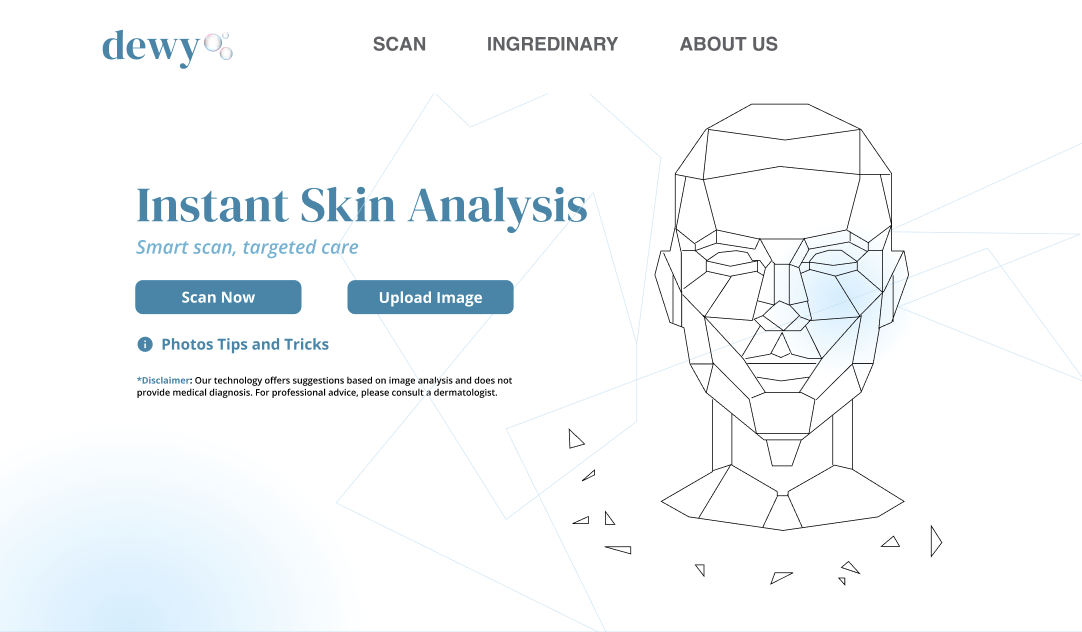 dewy
SCAN
INGREDINARY
ABOUT US
Instant Skin Analysis
Smart scan, targeted care
Scan Now
Upload Image
Photos Tips and Tricks
*Disclaimer: Our technology offers suggestions based on image analysis and does not
provide medical diagnosis. For professional advice, please consult a dermatologist.